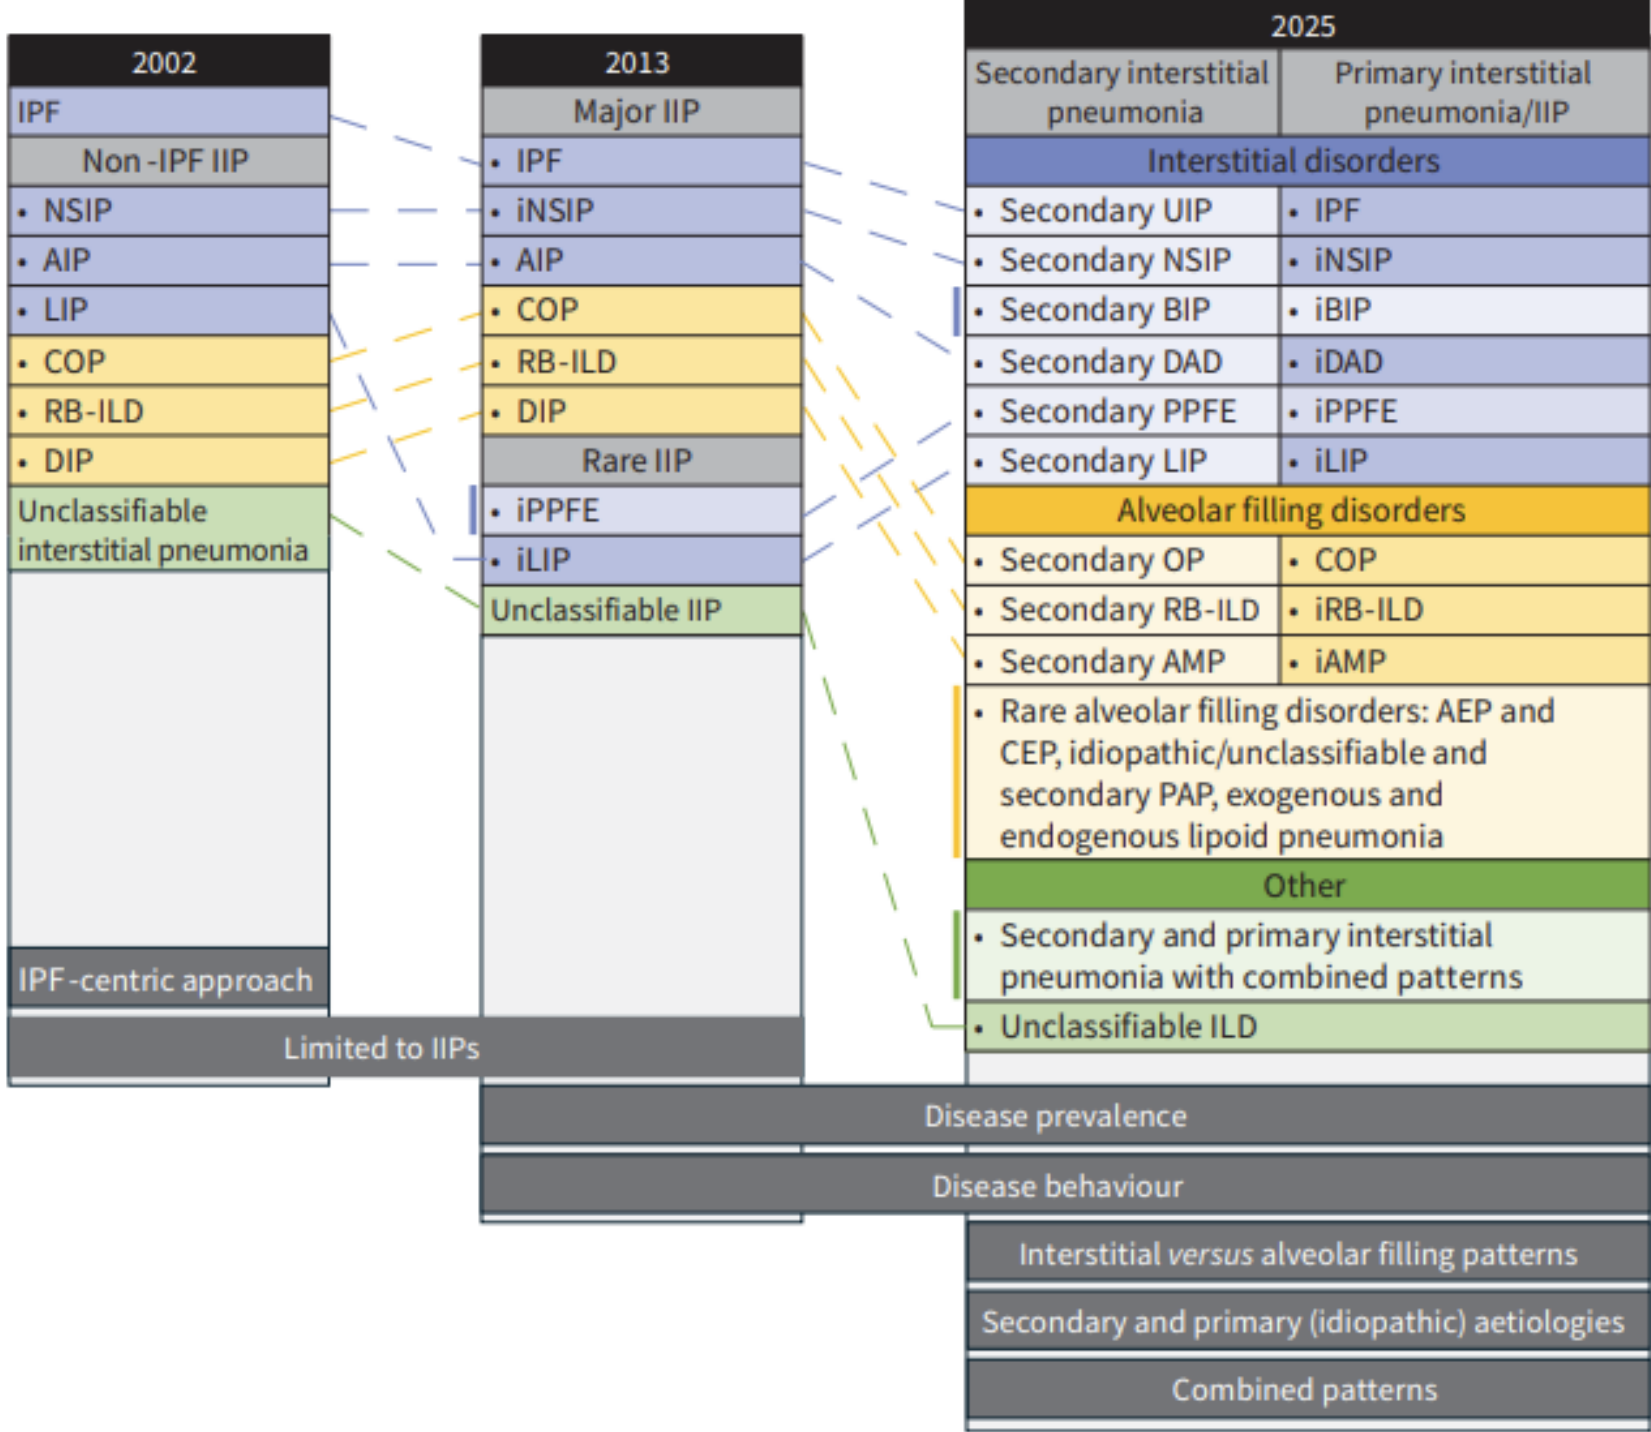 2002
IPF
Non-IPF IIP
• NSIP
• AIP
• LIP
• COP
• RB-ILD
• DIP
Unclassifiable
interstitial pneumonia
IPF-centric approach
2013
Major IIP
• IPF
• iNSIP
• AIP
• COP
• RB-ILD
• DIP
Rare IIP
• iPPFE
• iLIP
Unclassifiable IIP
Limited to IIPs
2025
Secondary interstitial
pneumonia
Primary interstitial
pneumonia/IIP
Interstitial disorders
• Secondary UIP
• IPF
• Secondary NSIP
• iNSIP
• Secondary BIP
• iBIP
• Secondary DAD
• iDAD
• Secondary PPFE
• iPPFE
• Secondary LIP
• iLIP
Alveolar filling disorders
• Secondary OP
• COP
• Secondary RB-ILD
• iRB-ILD
• Secondary AMP
• iAMP
• Rare alveolar filling disorders: AEP and
CEP, idiopathic/unclassifiable and
secondary PAP, exogenous and
endogenous lipoid pneumonia
Other
• Secondary and primary interstitial
pneumonia with combined patterns
• Unclassifiable ILD
Disease prevalence
Disease behaviour
Interstitial versus alveolar filling patterns
Secondary and primary (idiopathic) aetiologies
Combined patterns